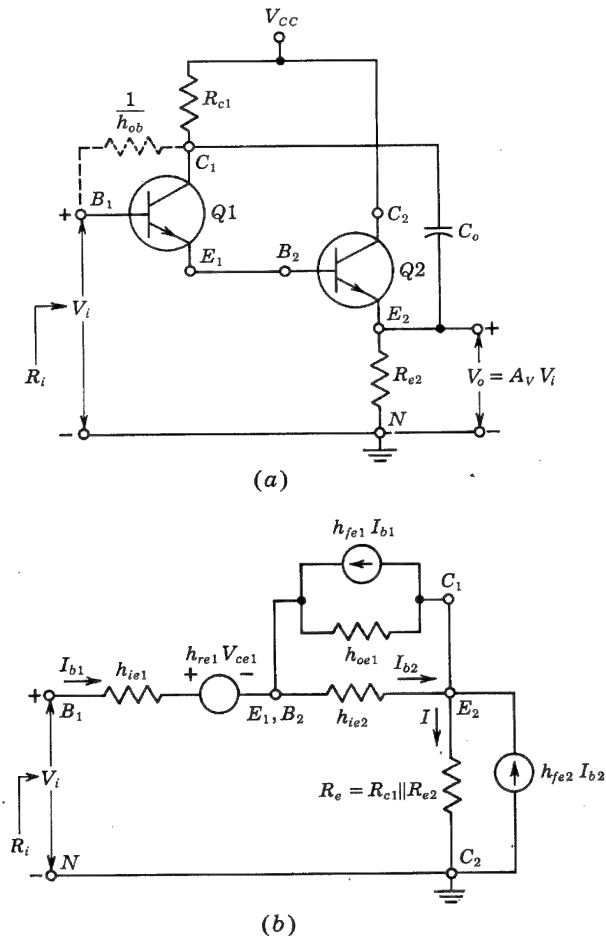 V_CC
R_c1
1/h_ob
C_1
+ B_1
Q1
C_2
C_o
E_1
B_2
Q2
V_i
E_2
+
R_i
R_e2
V_o = A_V V_i
N
−
−
(a)
h_fe1 I_b1
C_1
h_oe1
I_b1
h_ie1
h_re1 V_ce1
+ −
I_b2
+
B_1
E_1, B_2
h_ie2
E_2
I
V_i
R_e = R_c1||R_e2
h_fe2 I_b2
R_i
N
C_2
−
(b)